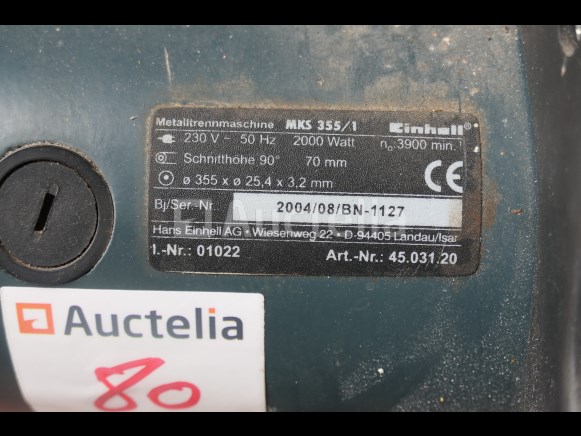 Metalltrennmaschine MKS 355/1 Einhell®
230 V ~ 50 Hz 2000 Watt n₀:3900 min.⁻¹
Schnitthöhe 90° 70 mm CE
ø 355 x ø 25,4 x 3,2 mm
Bj/Ser.-Nr. 2004/08/BN-1127
Auctelia
Hans Einhell AG • Wiesenweg 22 • D-94405 Landau/Isar
I.-Nr.: 01022 Art.-Nr.: 45.031.20
Auctelia
80